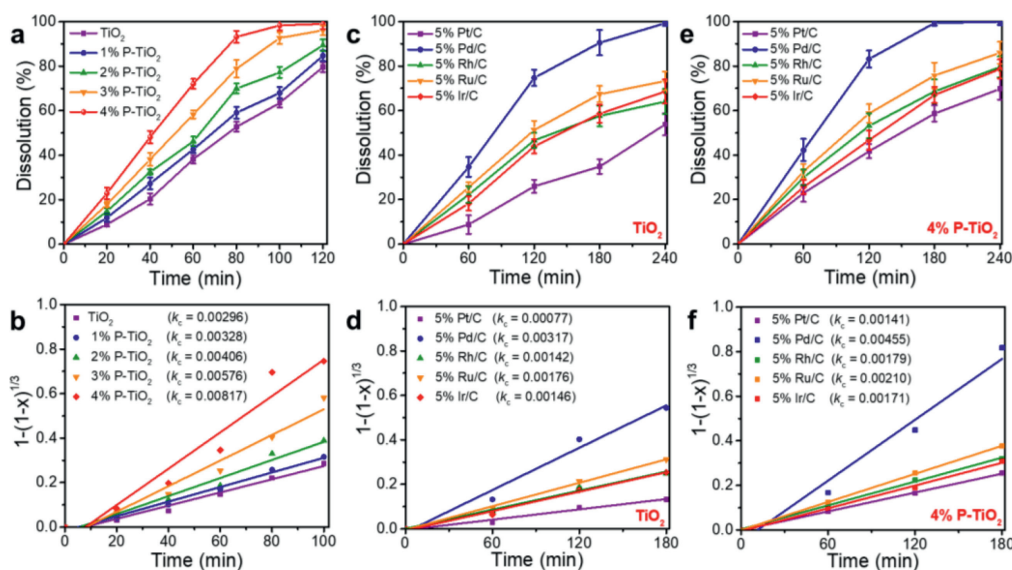 a
TiO2
1% P-TiO2
2% P-TiO2
3% P-TiO2
4% P-TiO2
Dissolution (%)
100
80
60
40
20
0
0 20 40 60 80 100 120
Time (min)
c
5% Pt/C
5% Pd/C
5% Rh/C
5% Ru/C
5% Ir/C
TiO2
Dissolution (%)
100
80
60
40
20
0
0 60 120 180 240
Time (min)
e
5% Pt/C
5% Pd/C
5% Rh/C
5% Ru/C
5% Ir/C
4% P-TiO2
Dissolution (%)
100
80
60
40
20
0
0 60 120 180 240
Time (min)
b
TiO2 (kc = 0.00296)
1% P-TiO2 (kc = 0.00328)
2% P-TiO2 (kc = 0.00406)
3% P-TiO2 (kc = 0.00576)
4% P-TiO2 (kc = 0.00817)
1-(1-x)1/3
1.0
0.8
0.6
0.4
0.2
0.0
0 20 40 60 80 100
Time (min)
d
5% Pt/C (kc = 0.00077)
5% Pd/C (kc = 0.00317)
5% Rh/C (kc = 0.00142)
5% Ru/C (kc = 0.00176)
5% Ir/C (kc = 0.00146)
TiO2
1-(1-x)1/3
1.0
0.8
0.6
0.4
0.2
0.0
0 60 120 180
Time (min)
f
5% Pt/C (kc = 0.00141)
5% Pd/C (kc = 0.00455)
5% Rh/C (kc = 0.00179)
5% Ru/C (kc = 0.00210)
5% Ir/C (kc = 0.00171)
4% P-TiO2
1-(1-x)1/3
1.0
0.8
0.6
0.4
0.2
0.0
0 60 120 180
Time (min)